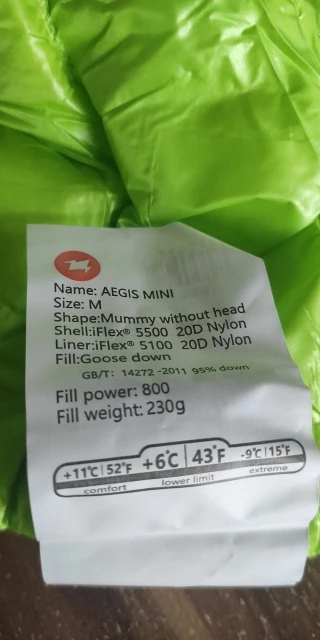 Name: AEGIS MINI
Size: M
Shape:Mummy without head
Shell:iFlex® 5500 20D Nylon
Liner:iFlex® 5100 20D Nylon
Fill:Goose down
GB/T: 14272 -2011 95% down
Fill power: 800
Fill weight: 230g
+11℃|52℉ +6℃|43℉ -9℃|15℉
comfort lower limit extreme